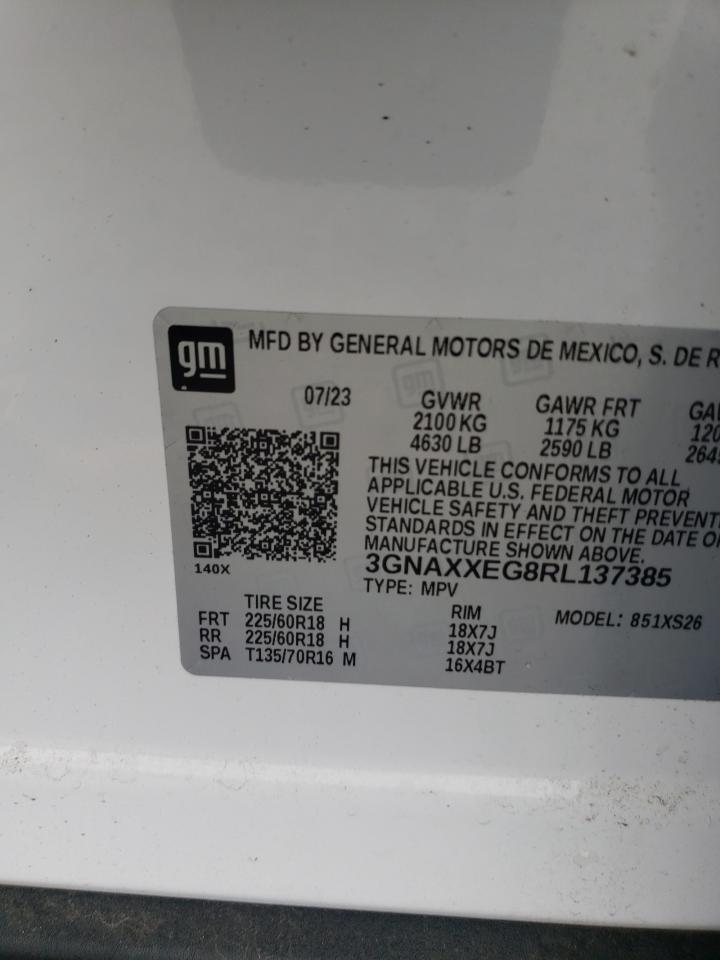 gm
MFD BY GENERAL MOTORS DE MEXICO, S. DE R
07/23
GVWR GAWR FRT
2100 KG 1175 KG 120
4630 LB 2590 LB 264
THIS VEHICLE CONFORMS TO ALL
APPLICABLE U.S. FEDERAL MOTOR
VEHICLE SAFETY AND THEFT PREVENT
STANDARDS IN EFFECT ON THE DATE O
MANUFACTURE SHOWN ABOVE.
140X
3GNAXXEG8RL137385
TYPE: MPV
TIRE SIZE RIM MODEL: 851XS26
FRT 225/60R18 H 18X7J
RR 225/60R18 H 18X7J
SPA T135/70R16 M 16X4BT